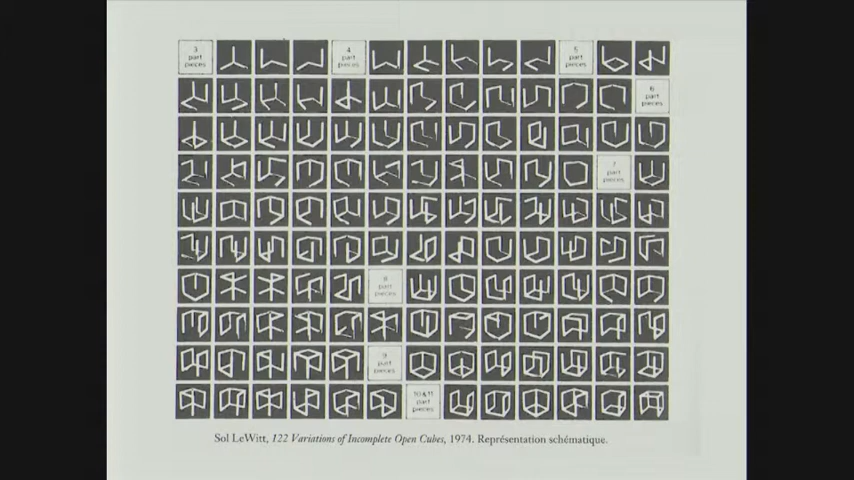 3
part
pieces
4
part
pieces
5
part
pieces
6
part
pieces
7
part
pieces
8
part
pieces
9
part
pieces
10&11
part
pieces
Sol LeWitt, 122 Variations of Incomplete Open Cubes, 1974. Représentation schématique.